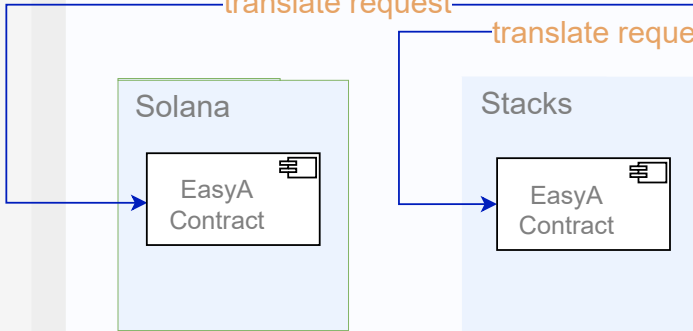 translate request
translate reque
Solana
Stacks
EasyA
Contract
EasyA
Contract